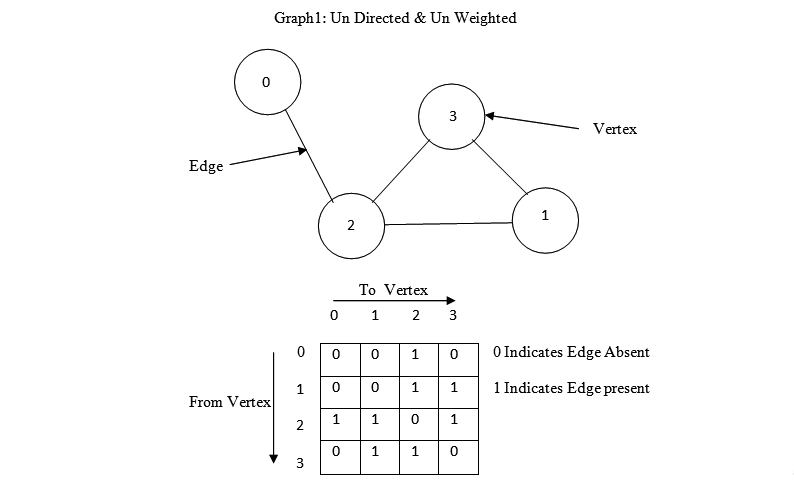 Graph1: Un Directed & Un Weighted
0
3
Vertex
Edge
2
1
To Vertex
0 1 2 3
0 0 0 1 0 0 Indicates Edge Absent
1 0 0 1 1 1 Indicates Edge present
From Vertex
2 1 1 0 1
3 0 1 1 0